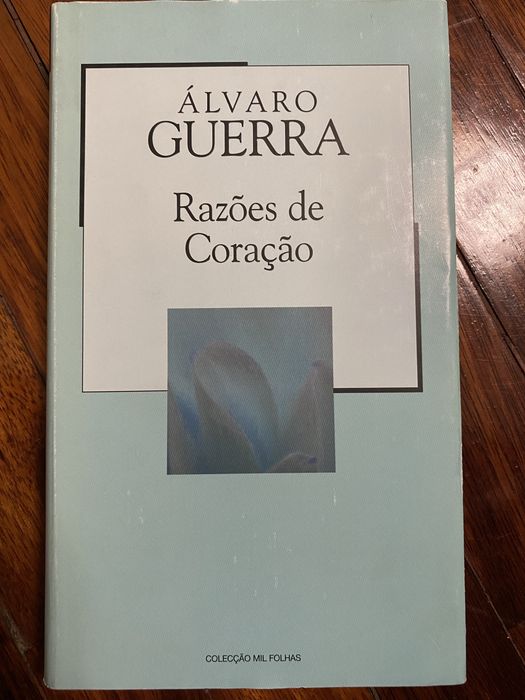 ÁLVARO
GUERRA
Razões de
Coração
COLECÇÃO MIL FOLHAS